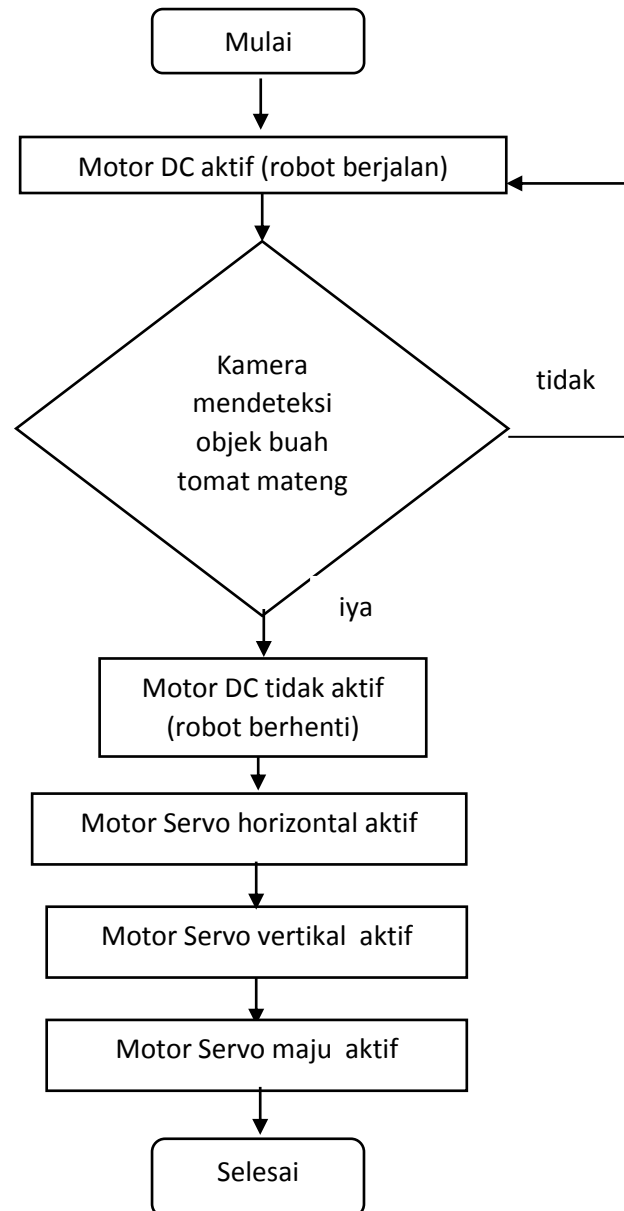 Mulai
Motor DC aktif (robot berjalan)
Kamera
mendeteksi
objek buah
tomat mateng
tidak
iya
Motor DC tidak aktif
(robot berhenti)
Motor Servo horizontal aktif
Motor Servo vertikal  aktif
Motor Servo maju  aktif
Selesai